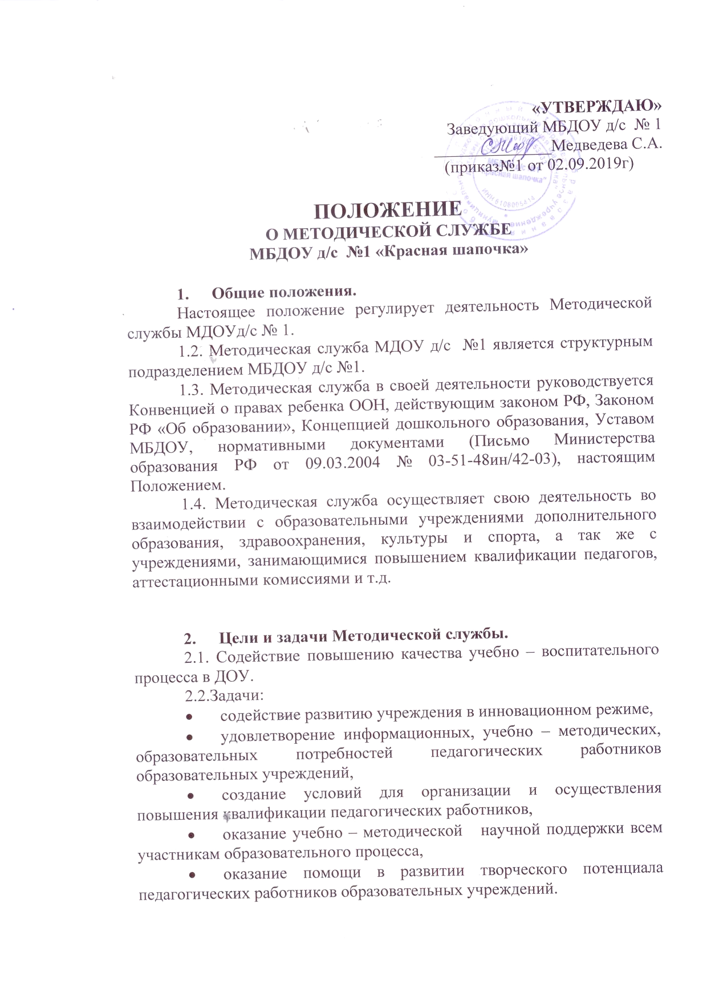 «УТВЕРЖДАЮ»
Заведующий МБДОУ д/с № 1
Медведева С.А.
(приказ№1 от 02.09.2019г)
Красная шапочка"
ИНН 6108005414
ПОЛОЖЕНИЕ
О МЕТОДИЧЕСКОЙ СЛУЖБЕ
МБДОУ д/с №1 «Красная шапочка»
1. Общие положения.
Настоящее положение регулирует деятельность Методической
службы МДОУд/с № 1.
1.2. Методическая служба МДОУ д/с №1 является структурным
подразделением МБДОУ д/с №1.
1.3. Методическая служба в своей деятельности руководствуется
Конвенцией о правах ребенка ООН, действующим законом РФ, Законом
РФ «Об образовании», Концепцией дошкольного образования, Уставом
МБДОУ, нормативными документами (Письмо Министерства
образования РФ от 09.03.2004 № 03-51-48ин/42-03), настоящим
Положением.
1.4. Методическая служба осуществляет свою деятельность во
взаимодействии с образовательными учреждениями дополнительного
образования, здравоохранения, культуры и спорта, а так же с
учреждениями, занимающимися повышением квалификации педагогов,
аттестационными комиссиями и т.д.
2. Цели и задачи Методической службы.
2.1. Содействие повышению качества учебно – воспитательного
процесса в ДОУ.
2.2.Задачи:
• содействие развитию учреждения в инновационном режиме,
• удовлетворение информационных, учебно – методических,
образовательных потребностей педагогических работников
образовательных учреждений,
• создание условий для организации и осуществления
повышения квалификации педагогических работников,
• оказание учебно – методической научной поддержки всем
участникам образовательного процесса,
• оказание помощи в развитии творческого потенциала
педагогических работников образовательных учреждений.